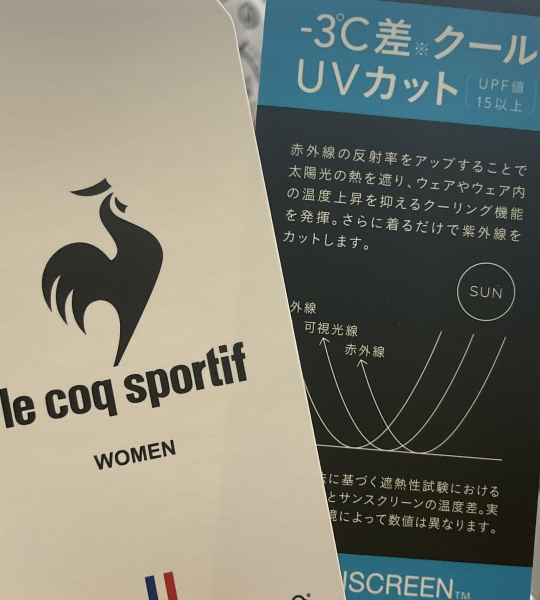 le coq sportif
WOMEN
-3℃差※クール
UVカット
UPF値
15以上
赤外線の反射率をアップすることで
太陽光の熱を遮り、ウェアやウェア内
の温度上昇を抑えるクーリング機能
を発揮。さらに着るだけで紫外線を
カットします。
SUN
外線
可視光線
赤外線
に基づく遮熱性試験における
とサンスクリーンの温度差。実
によって数値は異なります。
NSCREEN™